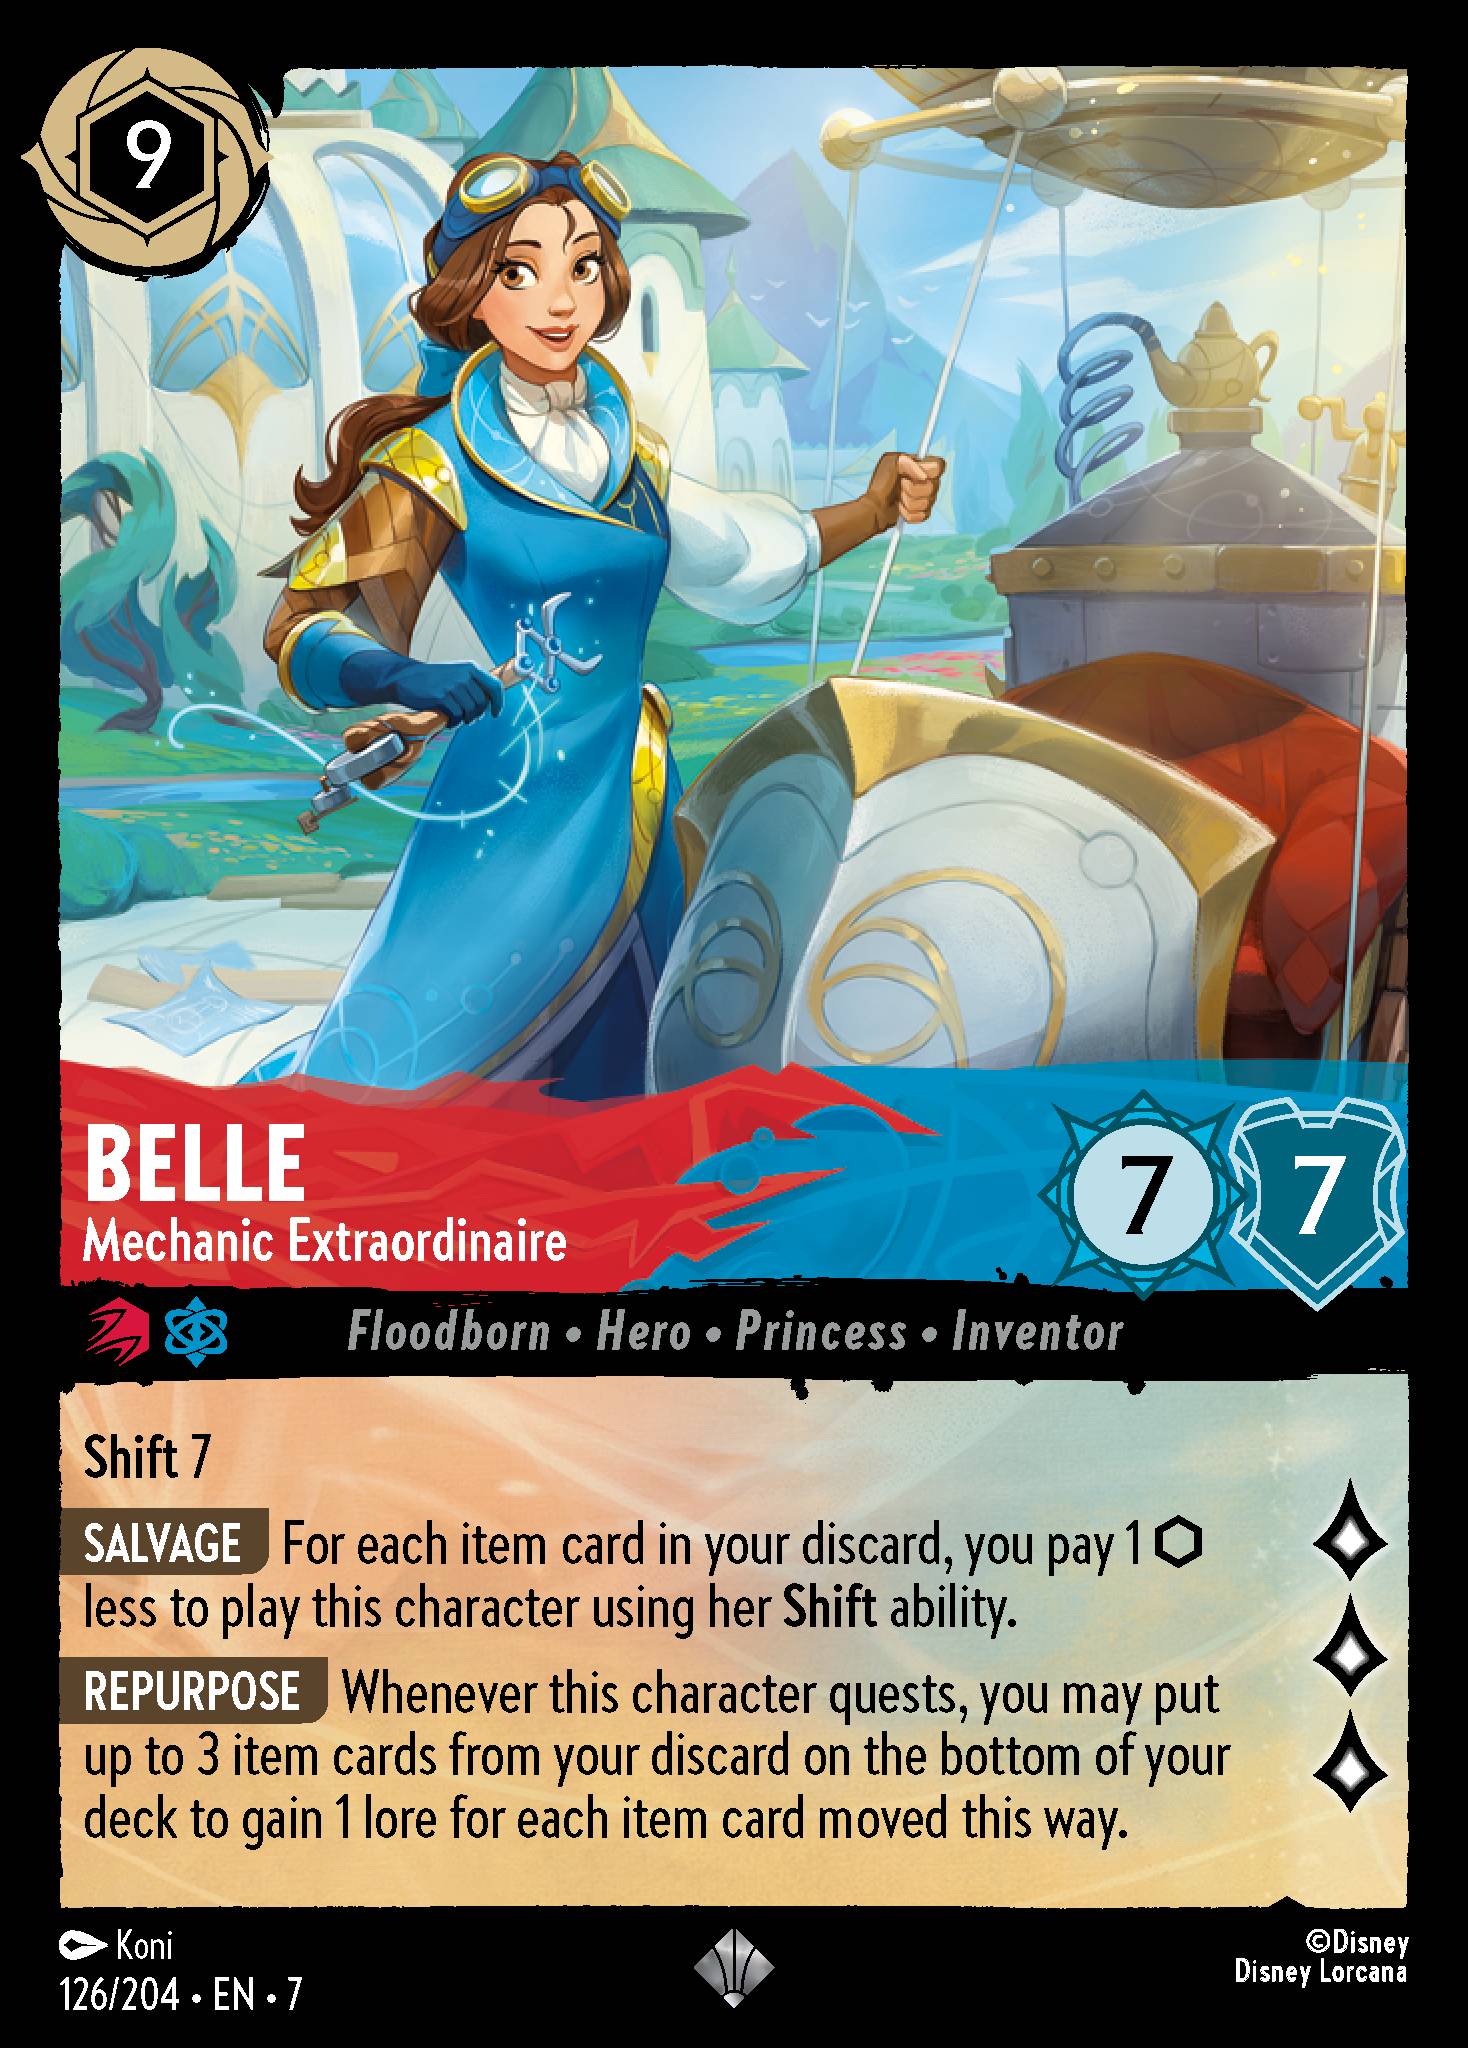 9
BELLE
Mechanic Extraordinaire
7 7
Floodborn • Hero • Princess • Inventor
Shift 7
SALVAGE For each item card in your discard, you pay 1 ⬡
less to play this character using her Shift ability.
REPURPOSE Whenever this character quests, you may put
up to 3 item cards from your discard on the bottom of your
deck to gain 1 lore for each item card moved this way.
Koni
126/204 • EN • 7
©Disney
Disney Lorcana